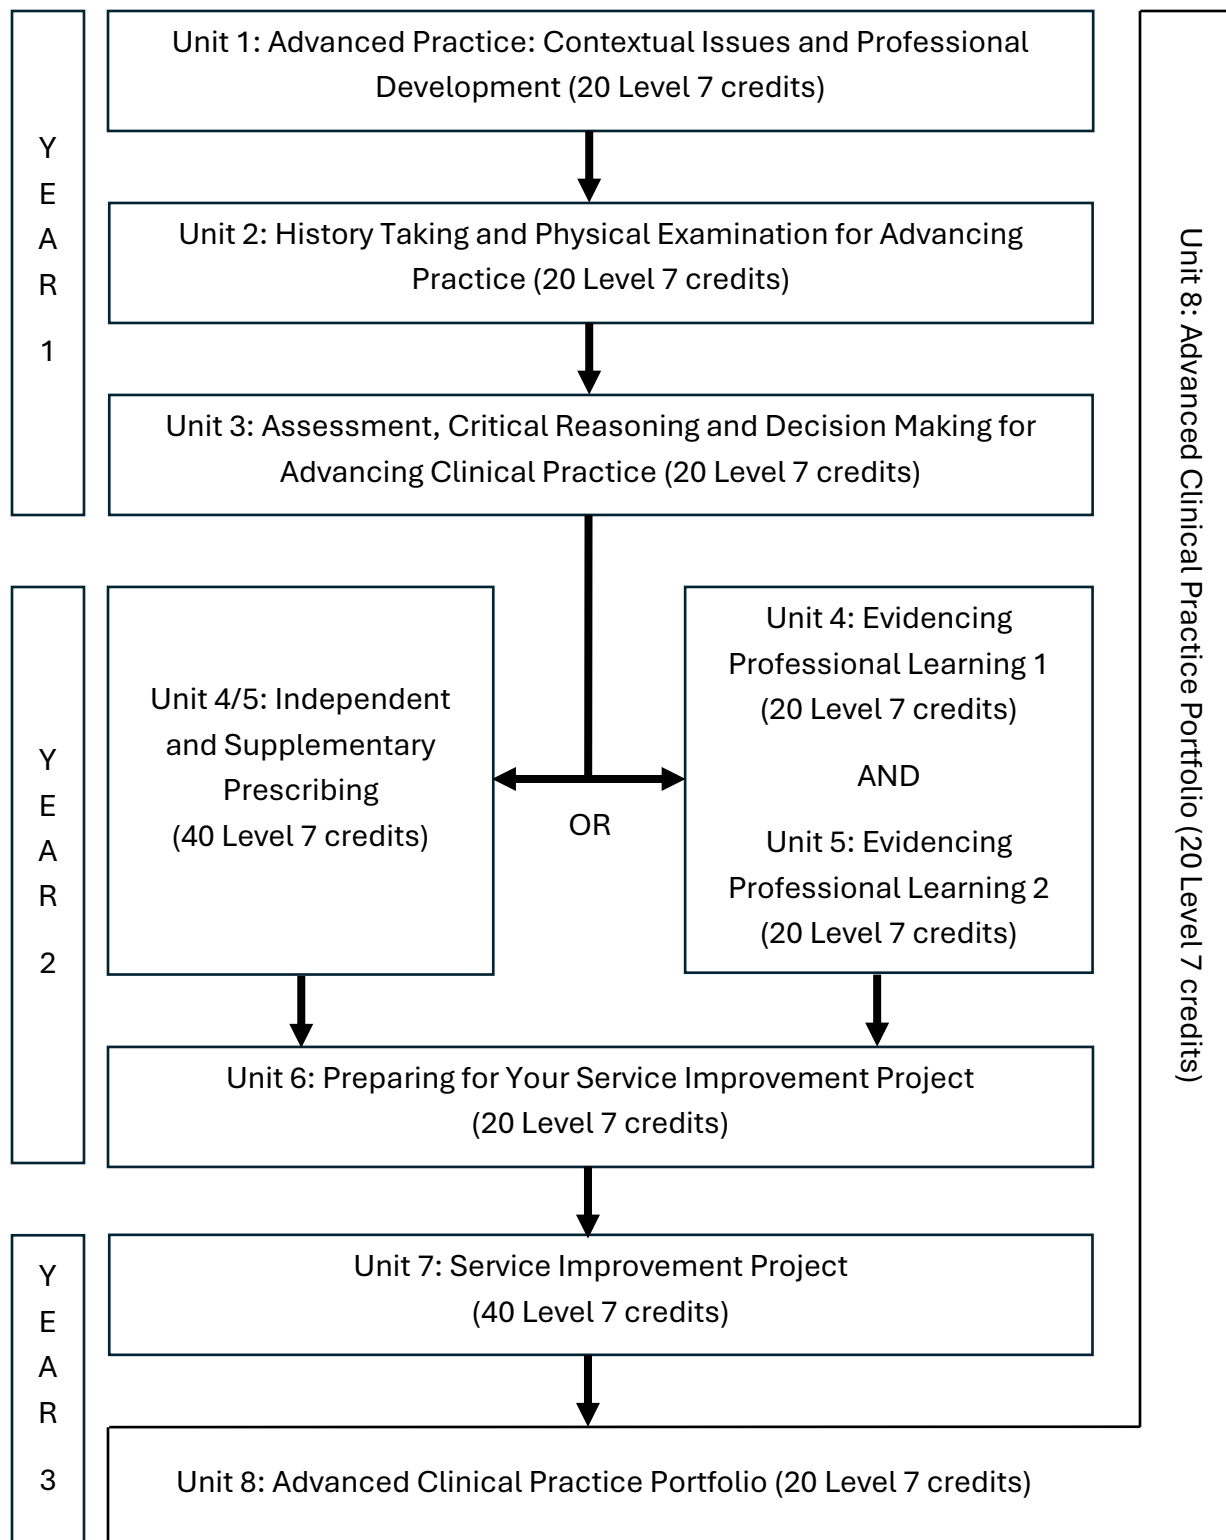 Y
E
A
R
1
Unit 1: Advanced Practice: Contextual Issues and Professional
Development (20 Level 7 credits)
Unit 2: History Taking and Physical Examination for Advancing
Practice (20 Level 7 credits)
Unit 3: Assessment, Critical Reasoning and Decision Making for
Advancing Clinical Practice (20 Level 7 credits)
Y
E
A
R
2
Unit 4/5: Independent
and Supplementary
Prescribing
(40 Level 7 credits)
OR
Unit 4: Evidencing
Professional Learning 1
(20 Level 7 credits)
AND
Unit 5: Evidencing
Professional Learning 2
(20 Level 7 credits)
Unit 6: Preparing for Your Service Improvement Project
(20 Level 7 credits)
Y
E
A
R
3
Unit 7: Service Improvement Project
(40 Level 7 credits)
Unit 8: Advanced Clinical Practice Portfolio (20 Level 7 credits)
Unit 8: Advanced Clinical Practice Portfolio (20 Level 7 credits)